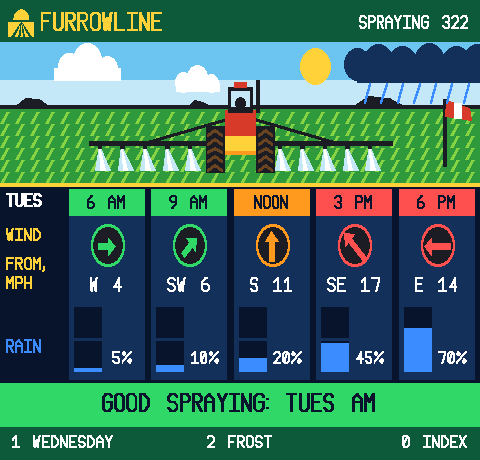 FURROWLINE
SPRAYING 322
TUES 6 AM 9 AM NOON 3 PM 6 PM
WIND
FROM,
MPH W 4 SW 6 S 11 SE 17 E 14
RAIN 5% 10% 20% 45% 70%
GOOD SPRAYING: TUES AM
1 WEDNESDAY 2 FROST 0 INDEX